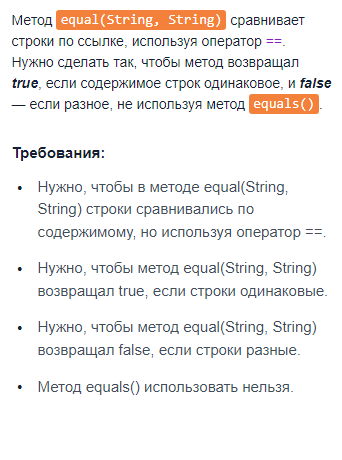 Метод equal(String, String) сравнивает
строки по ссылке, используя оператор ==.
Нужно сделать так, чтобы метод возвращал
true, если содержимое строк одинаковое, и false
— если разное, не используя метод equals().
Требования:
• Нужно, чтобы в методе equal(String,
String) строки сравнивались по
содержимому, но используя оператор ==.
• Нужно, чтобы метод equal(String, String)
возвращал true, если строки одинаковые.
• Нужно, чтобы метод equal(String, String)
возвращал false, если строки разные.
• Метод equals() использовать нельзя.